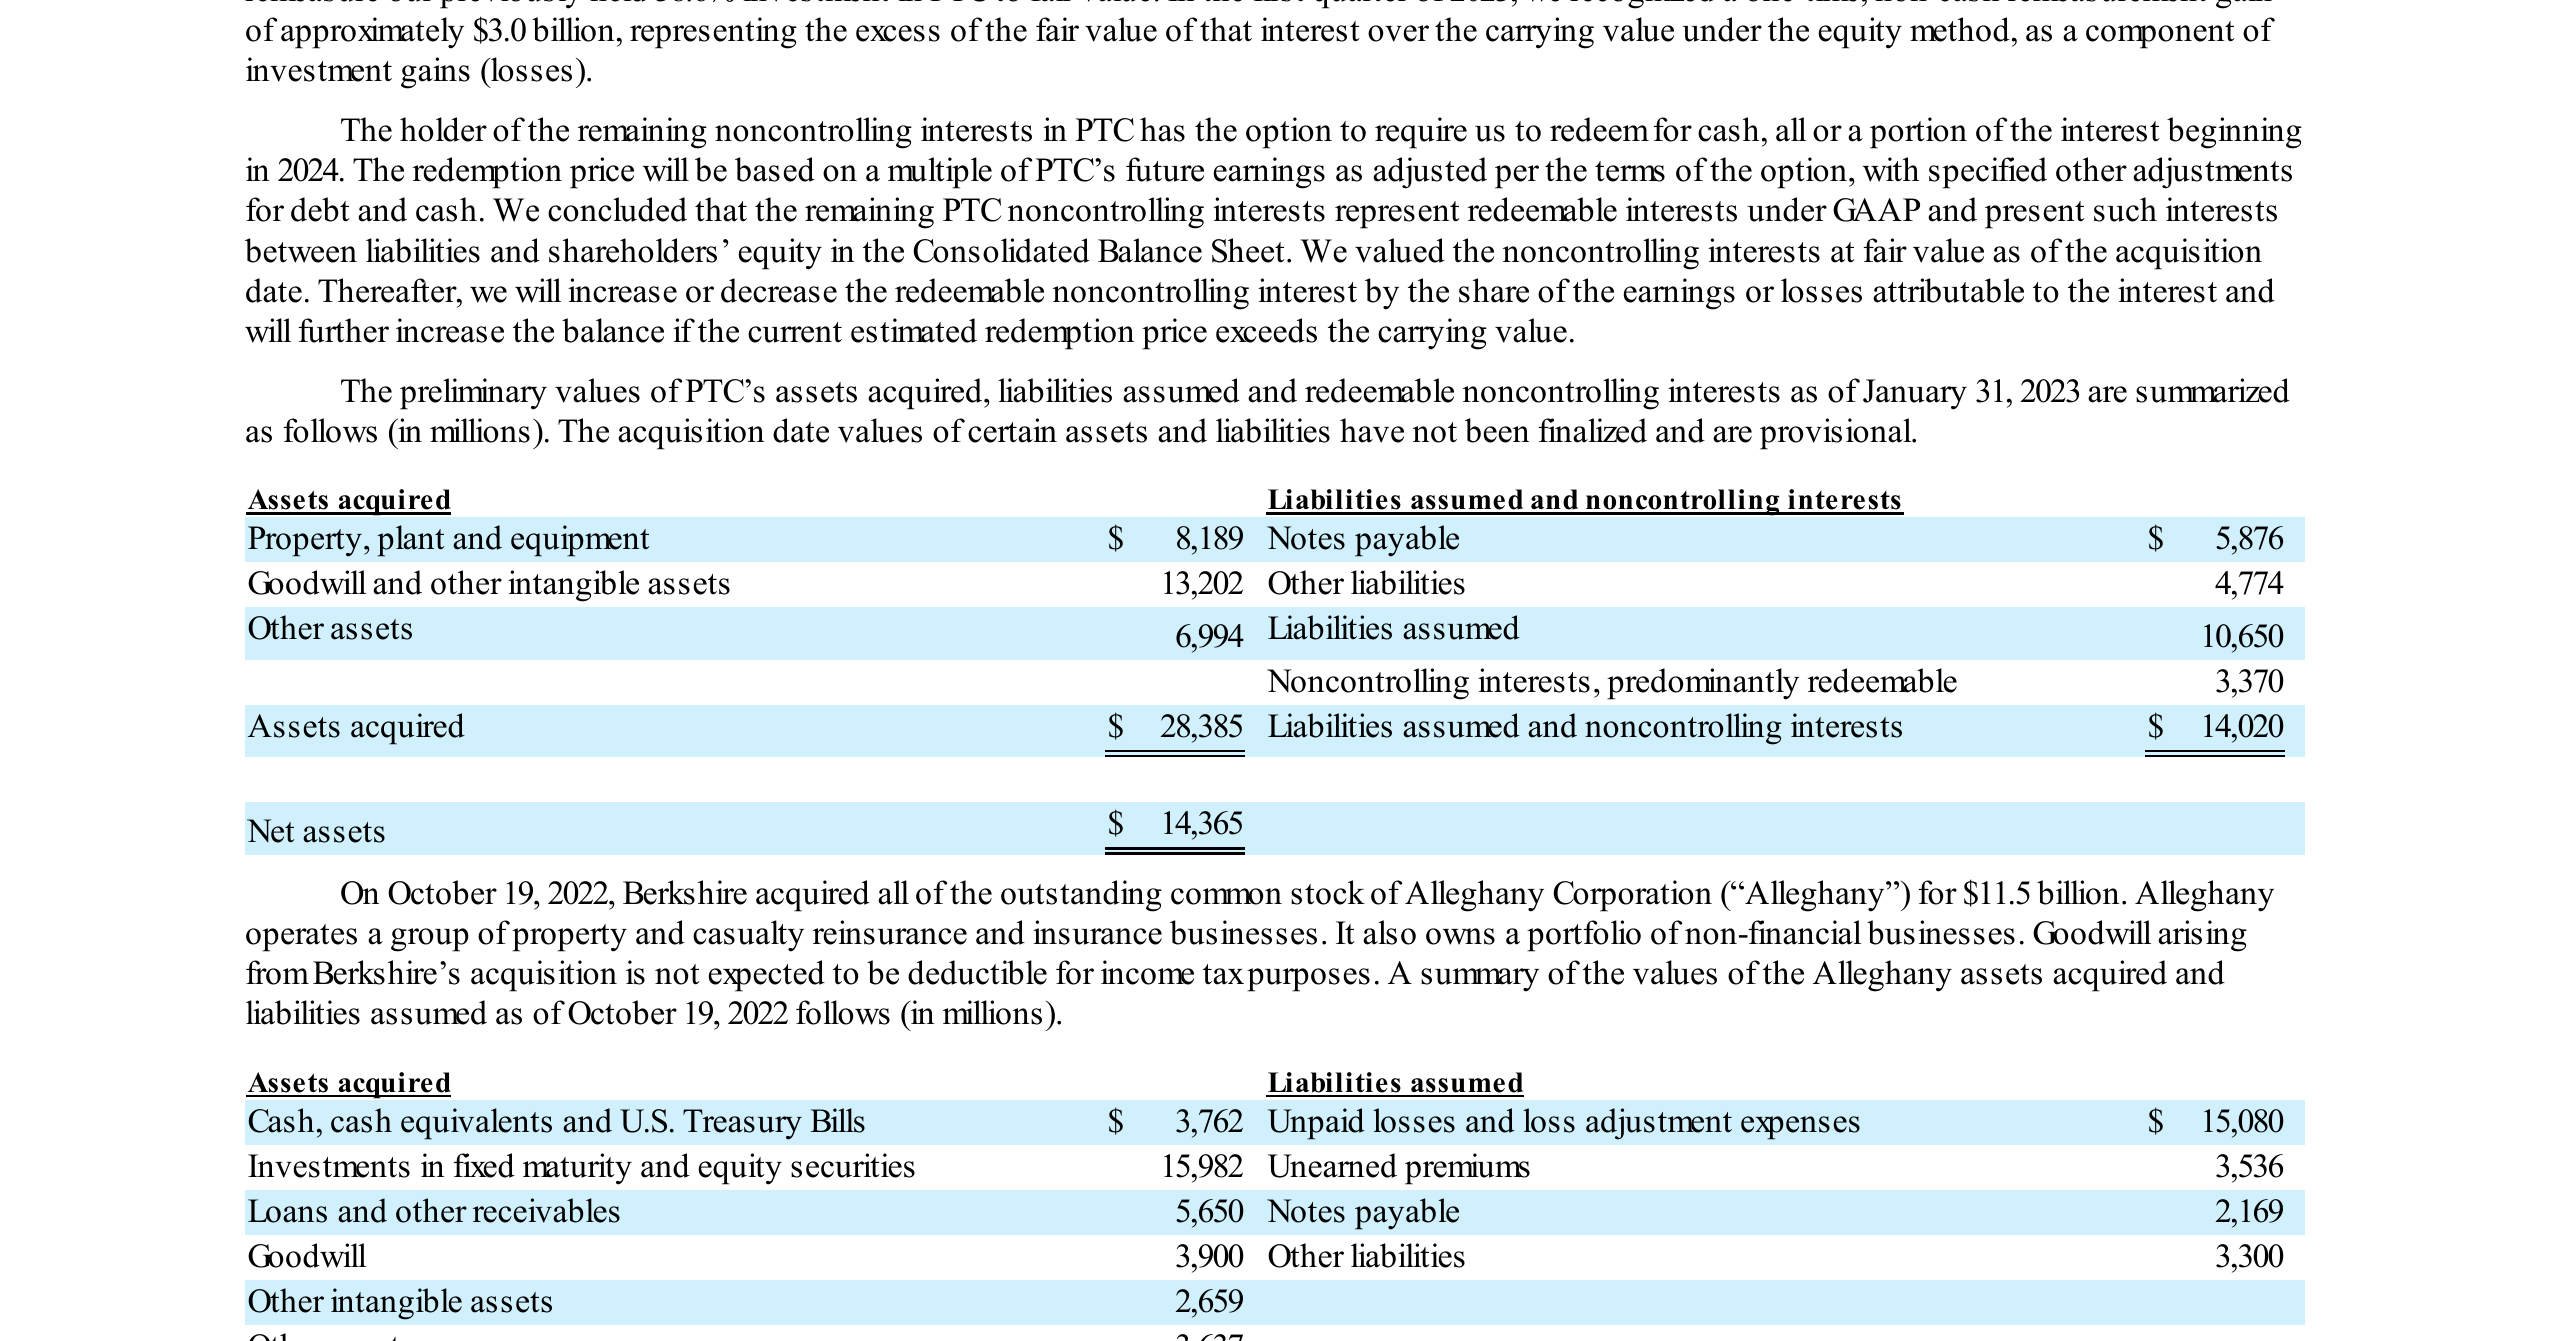 of approximately $3.0 billion, representing the excess of the fair value of that interest over the carrying value under the equity method, as a component of
investment gains (losses).
The holder of the remaining noncontrolling interests in PTC has the option to require us to redeem for cash, all or a portion of the interest beginning
in 2024. The redemption price will be based on a multiple of PTC’s future earnings as adjusted per the terms of the option, with specified other adjustments
for debt and cash. We concluded that the remaining PTC noncontrolling interests represent redeemable interests under GAAP and present such interests
between liabilities and shareholders’ equity in the Consolidated Balance Sheet. We valued the noncontrolling interests at fair value as of the acquisition
date. Thereafter, we will increase or decrease the redeemable noncontrolling interest by the share of the earnings or losses attributable to the interest and
will further increase the balance if the current estimated redemption price exceeds the carrying value.
The preliminary values of PTC’s assets acquired, liabilities assumed and redeemable noncontrolling interests as of January 31, 2023 are summarized
as follows (in millions). The acquisition date values of certain assets and liabilities have not been finalized and are provisional.
Assets acquired Liabilities assumed and noncontrolling interests
Property, plant and equipment $ 8,189 Notes payable $ 5,876
Goodwill and other intangible assets 13,202 Other liabilities 4,774
Other assets 6,994 Liabilities assumed 10,650
Noncontrolling interests, predominantly redeemable 3,370
Assets acquired $ 28,385 Liabilities assumed and noncontrolling interests $ 14,020
Net assets $ 14,365
On October 19, 2022, Berkshire acquired all of the outstanding common stock of Alleghany Corporation (“Alleghany”) for $11.5 billion. Alleghany
operates a group of property and casualty reinsurance and insurance businesses. It also owns a portfolio of non-financial businesses. Goodwill arising
from Berkshire’s acquisition is not expected to be deductible for income tax purposes. A summary of the values of the Alleghany assets acquired and
liabilities assumed as of October 19, 2022 follows (in millions).
Assets acquired Liabilities assumed
Cash, cash equivalents and U.S. Treasury Bills $ 3,762 Unpaid losses and loss adjustment expenses $ 15,080
Investments in fixed maturity and equity securities 15,982 Unearned premiums 3,536
Loans and other receivables 5,650 Notes payable 2,169
Goodwill 3,900 Other liabilities 3,300
Other intangible assets 2,659